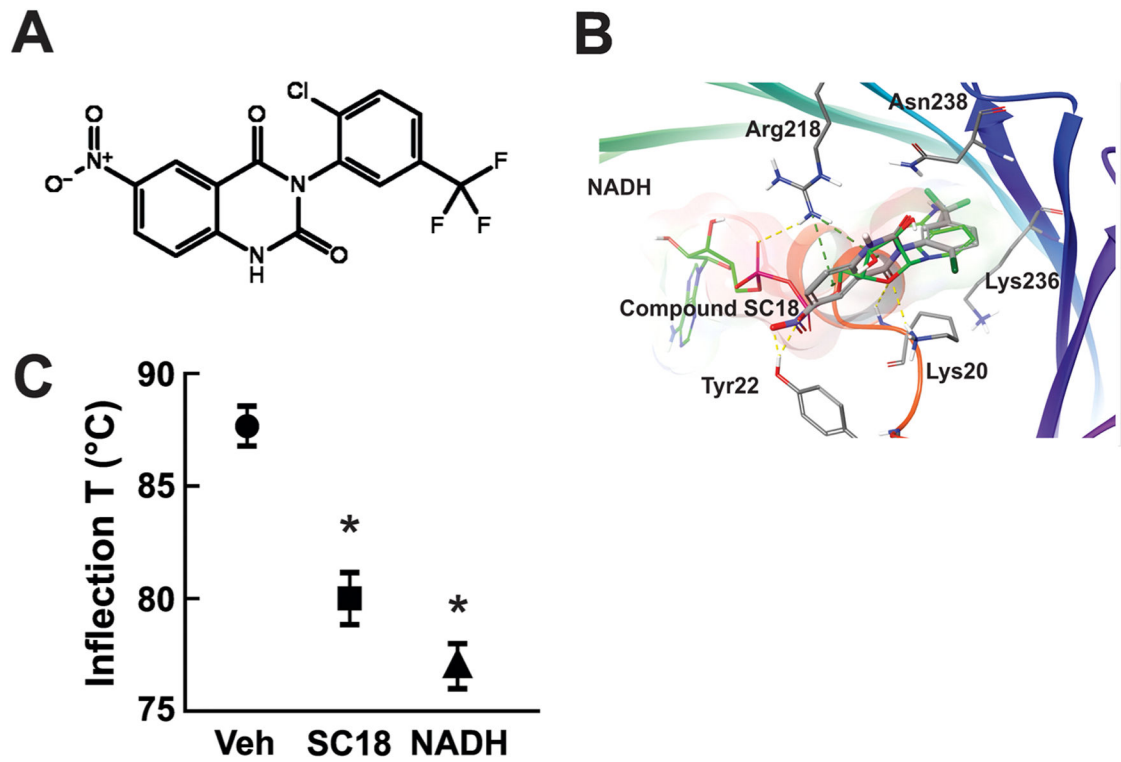 A
O
Cl
O
N+
O−
N
F
F
F
N
H
O
B
Asn238
Arg218
NADH
Lys236
Compound SC18
Lys20
Tyr22
C
Inflection T (°C)
90
85
80
75
*
*
Veh SC18 NADH